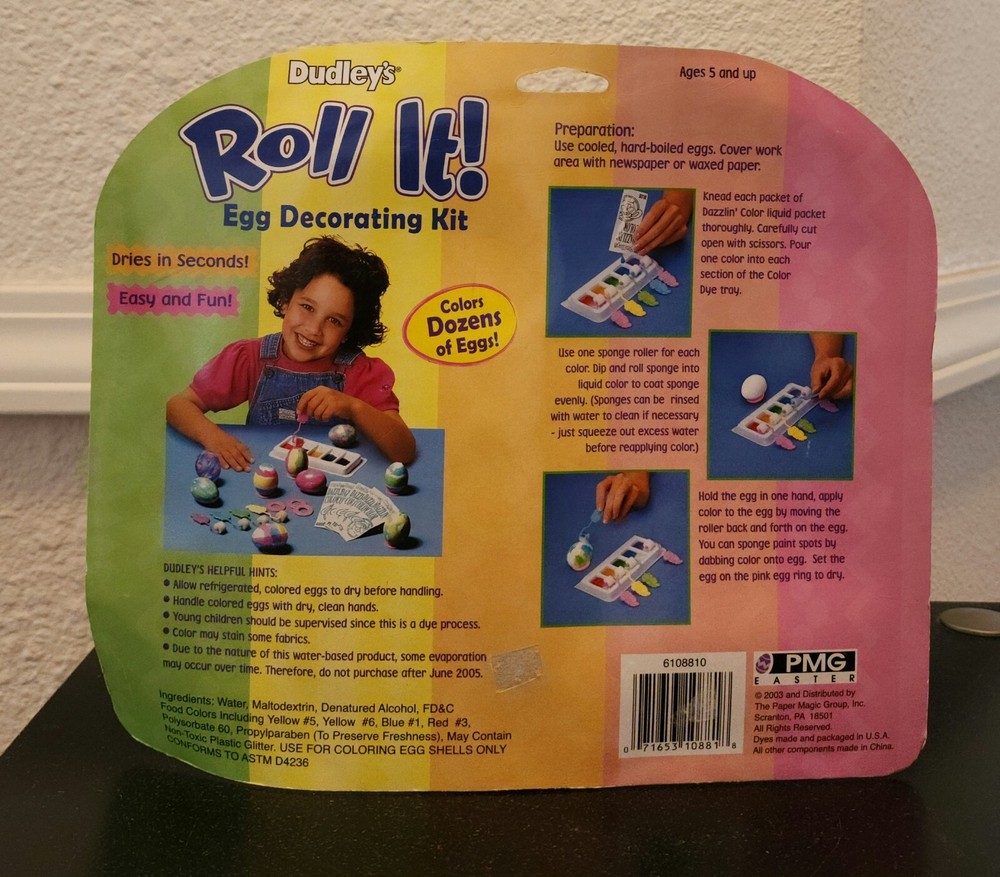 Dudley's®
Roll It!
Egg Decorating Kit
Dries in Seconds!
Easy and Fun!
Colors
Dozens
of Eggs!
DUDLEY'S HELPFUL HINTS:
• Allow refrigerated, colored eggs to dry before handling.
• Handle colored eggs with dry, clean hands.
• Young children should be supervised since this is a dye process.
• Color may stain some fabrics.
• Due to the nature of this water-based product, some evaporation
may occur over time. Therefore, do not purchase after June 2005.
Ingredients: Water, Maltodextrin, Denatured Alcohol, FD&C
Food Colors Including Yellow #5, Yellow #6, Blue #1, Red #3,
Polysorbate 60, Propylparaben (To Preserve Freshness), May Contain
Non-Toxic Plastic Glitter. USE FOR COLORING EGG SHELLS ONLY
CONFORMS TO ASTM D4236
Ages 5 and up
Preparation:
Use cooled, hard-boiled eggs. Cover work
area with newspaper or waxed paper.
Knead each packet of
Dazzlin' Color liquid packet
thoroughly. Carefully cut
open with scissors. Pour
one color into each
section of the Color
Dye tray.
Use one sponge roller for each
color. Dip and roll sponge into
liquid color to coat sponge
evenly. (Sponges can be rinsed
with water to clean if necessary
- just squeeze out excess water
before reapplying color.)
Hold the egg in one hand, apply
color to the egg by moving the
roller back and forth on the egg.
You can sponge paint spots by
dabbing color onto egg. Set the
egg on the pink egg ring to dry.
6108810
0 71653 10881 8
PMG
EASTER
© 2003 and Distributed by
The Paper Magic Group, Inc.
Scranton, PA 18501
All Rights Reserved.
Dyes made and packaged in U.S.A.
All other components made in China.